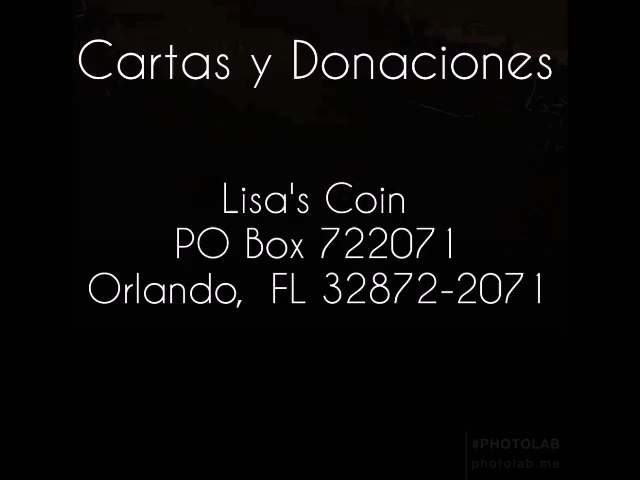 Cartas y Donaciones
Lisa's Coin
PO Box 722071
Orlando, FL 32872-2071
#PHOTOLAB
photolab.me